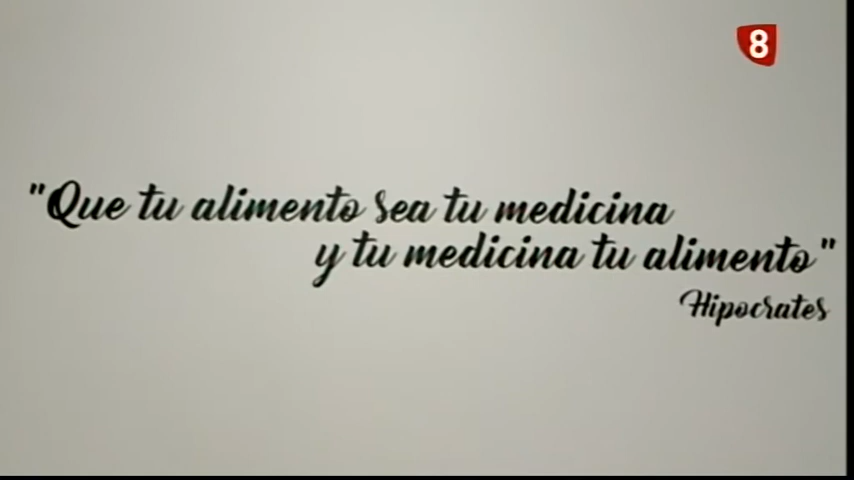 8
"Que tu alimento sea tu medicina
y tu medicina tu alimento"
Hipocrates